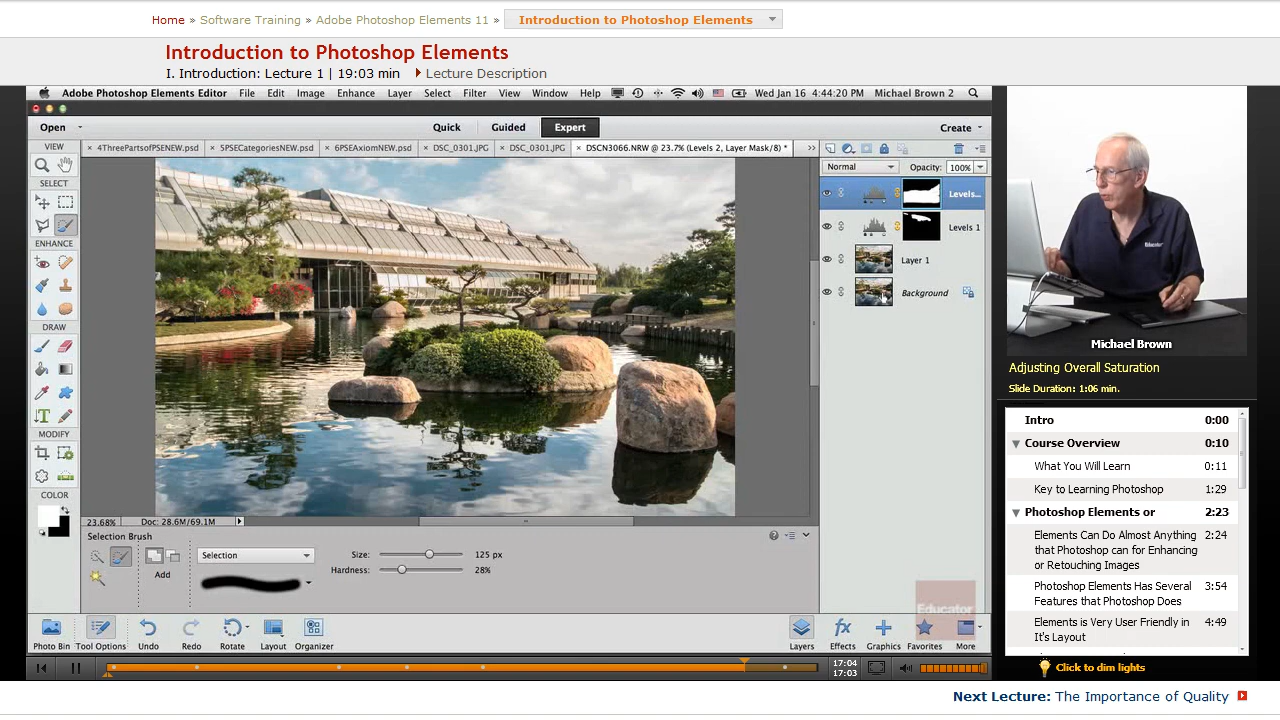 Home » Software Training » Adobe Photoshop Elements 11 » Introduction to Photoshop Elements
Introduction to Photoshop Elements
I. Introduction: Lecture 1 | 19:03 min Lecture Description
Adobe Photoshop Elements Editor File Edit Image Enhance Layer Select Filter View Window Help Wed Jan 16 4:44:20 PM Michael Brown 2
Open Quick Guided Expert Create
VIEW × 4ThreePartsofPSENEW.psd × 5PSECategoriesNEW.psd × 6PSEAxiomNEW.psd × DSC_0301.JPG × DSC_0301.JPG × DSCN3066.NRW @ 23.7% (Levels 2, Layer Mask/8) * »
Normal Opacity: 100%
SELECT
Levels...
Levels 1
ENHANCE
Layer 1
Background
DRAW
MODIFY
COLOR
23.68% Doc: 28.6M/69.1M
Selection Brush
Selection
Add
Size: 125 px
Hardness: 28%
Educator
Photo Bin Tool Options Undo Redo Rotate Layout Organizer Layers Effects Graphics Favorites More
17:04
17:03
Educator
Michael Brown
Adjusting Overall Saturation
Slide Duration: 1:06 min.
Intro 0:00
Course Overview 0:10
What You Will Learn 0:11
Key to Learning Photoshop 1:29
Photoshop Elements or 2:23
Elements Can Do Almost Anything 2:24
that Photoshop can for Enhancing
or Retouching Images
Photoshop Elements Has Several 3:54
Features that Photoshop Does
Elements is Very User Friendly in 4:49
It's Layout
Click to dim lights
Next Lecture: The Importance of Quality